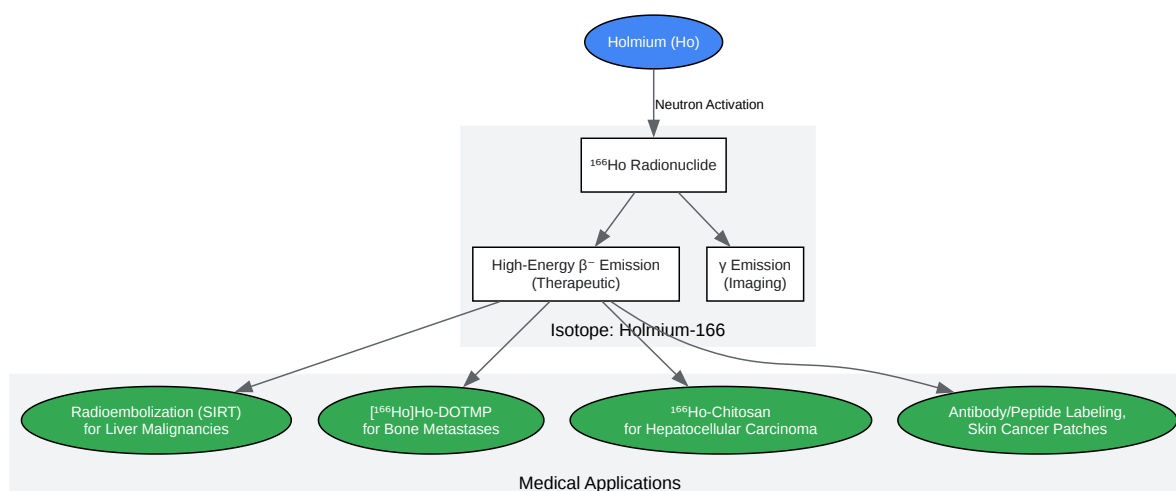 Holmium (Ho)
Neutron Activation
¹⁶⁶Ho Radionuclide
High-Energy β⁻ Emission
(Therapeutic)
γ Emission
(Imaging)
Isotope: Holmium-166
Radioembolization (SIRT)
for Liver Malignancies
[¹⁶⁶Ho]Ho-DOTMP
for Bone Metastases
¹⁶⁶Ho-Chitosan
for Hepatocellular Carcinoma
Antibody/Peptide Labeling,
Skin Cancer Patches
Medical Applications